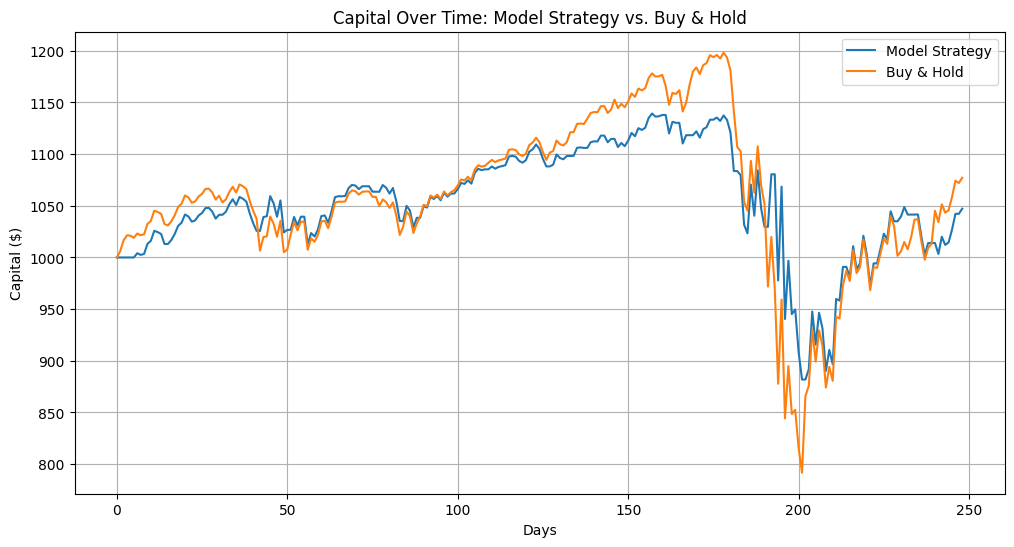 Capital Over Time: Model Strategy vs. Buy & Hold
Model Strategy
Buy & Hold
Capital ($)
1200
1150
1100
1050
1000
950
900
850
800
0 50 100 150 200 250
Days